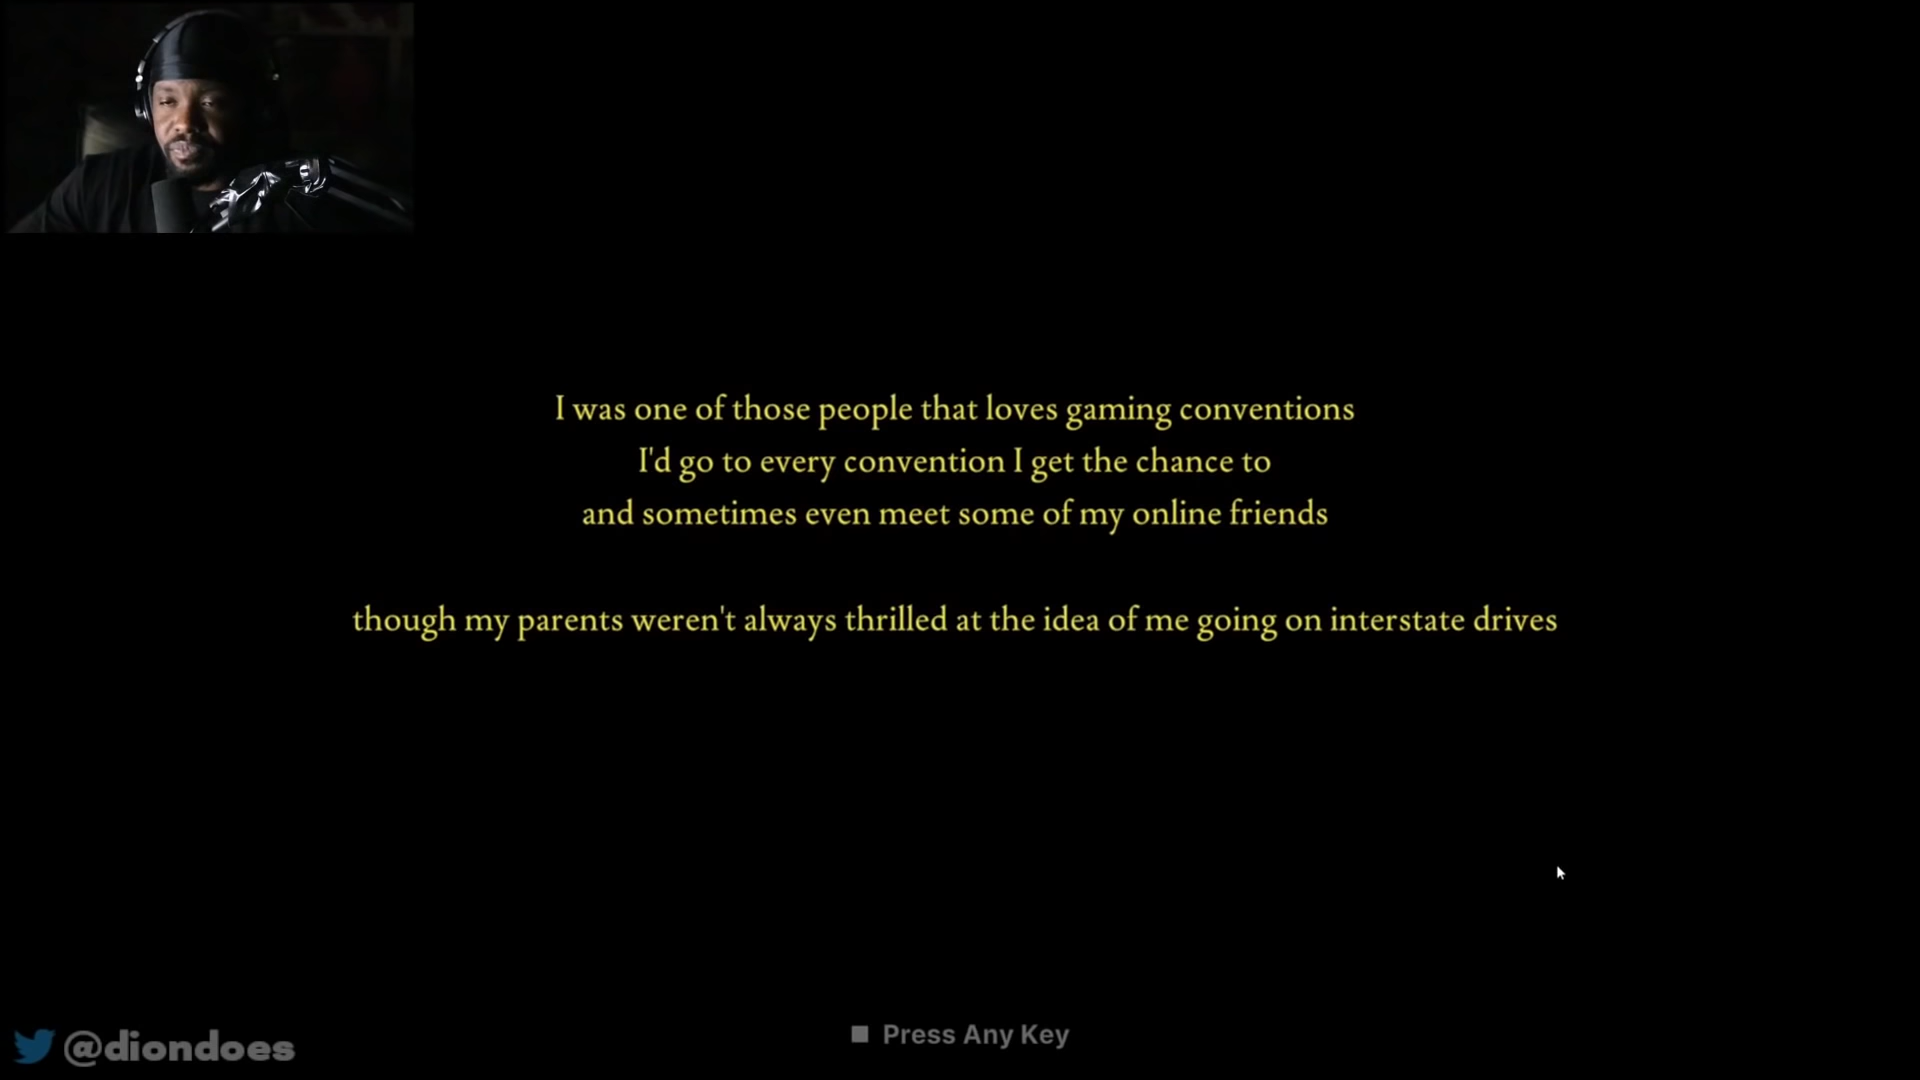 I was one of those people that loves gaming conventions
I'd go to every convention I get the chance to
and sometimes even meet some of my online friends
though my parents weren't always thrilled at the idea of me going on interstate drives
Press Any Key
@diondoes